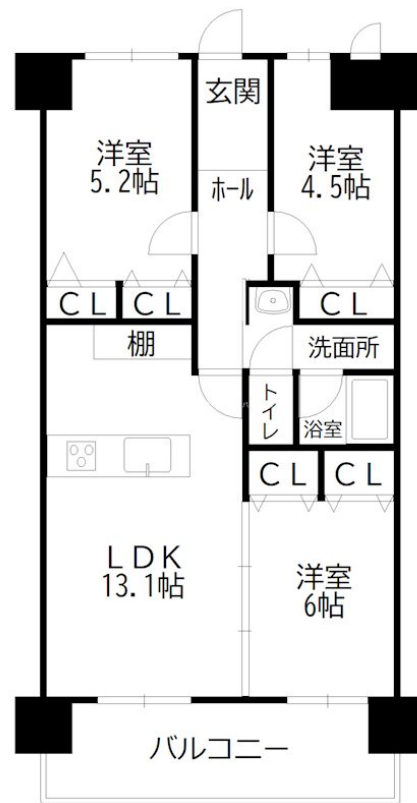 玄関
洋室
5.2帖
洋室
4.5帖
ホール
CL
CL
CL
棚
洗面所
トイレ
浴室
CL
CL
LDK
13.1帖
洋室
6帖
バルコニー